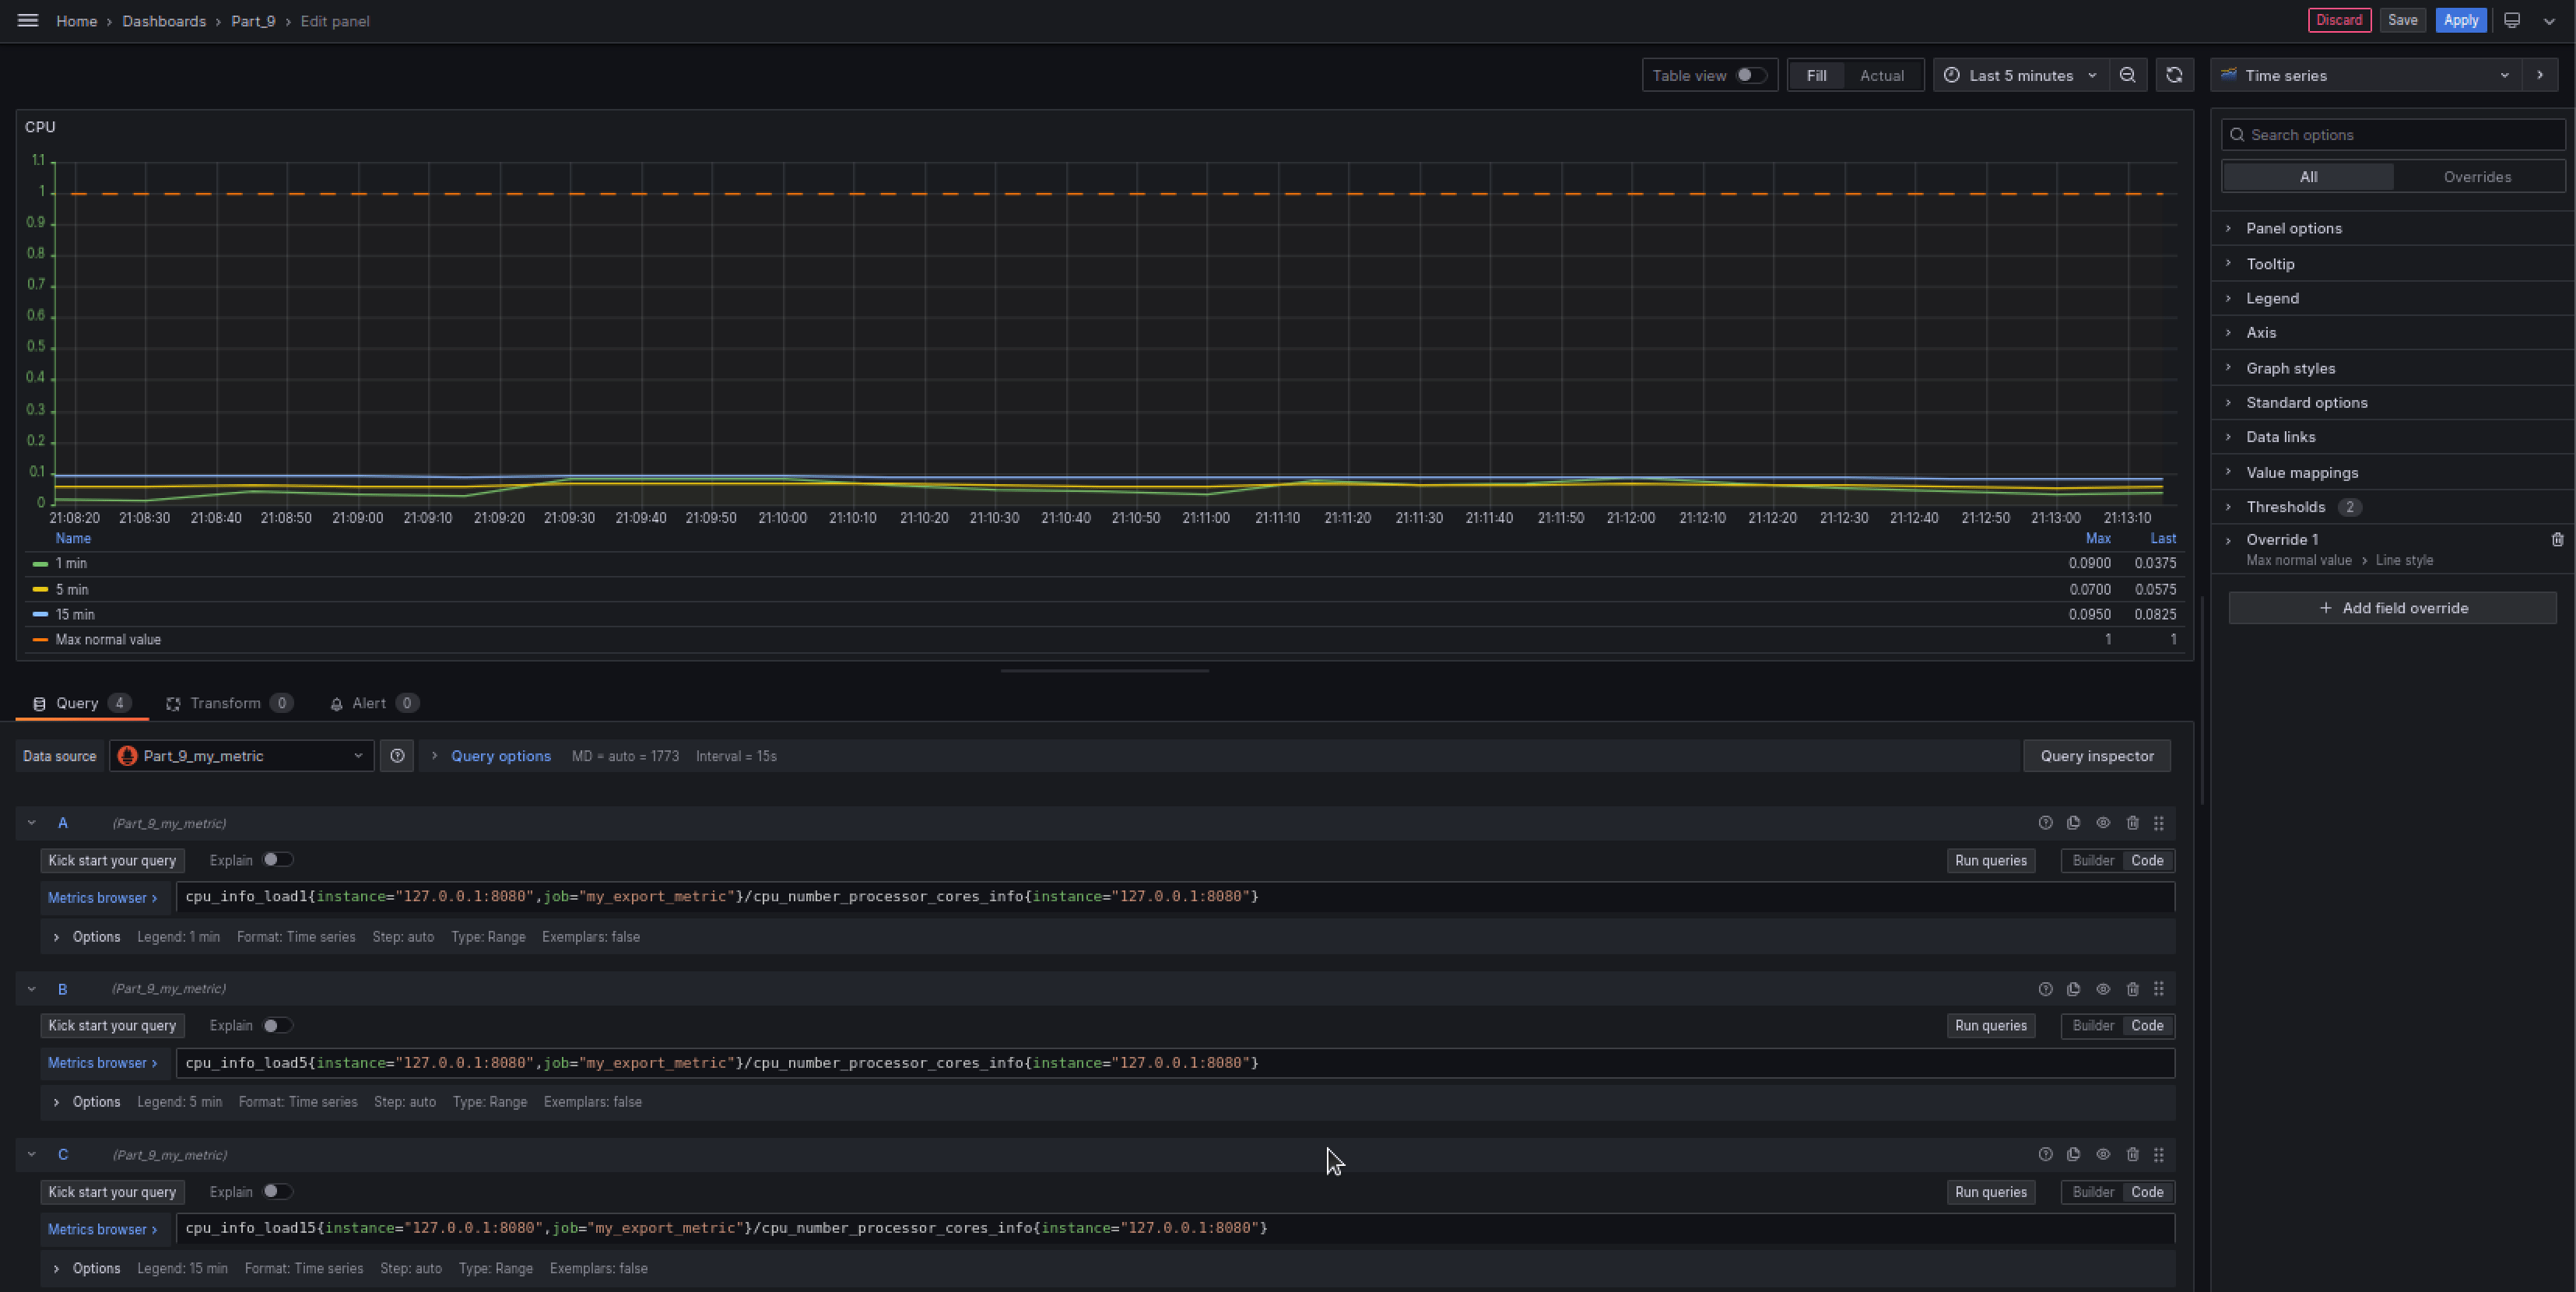 Home › Dashboards › Part_9 › Edit panel
Discard Save Apply
Table view Fill Actual Last 5 minutes Time series
CPU
Search options
All Overrides
1.1
1
0.9
0.8
0.7
0.6
0.5
0.4
0.3
0.2
0.1
0
21:08:20 21:08:30 21:08:40 21:08:50 21:09:00 21:09:10 21:09:20 21:09:30 21:09:40 21:09:50 21:10:00 21:10:10 21:10:20 21:10:30 21:10:40 21:10:50 21:11:00 21:11:10 21:11:20 21:11:30 21:11:40 21:11:50 21:12:00 21:12:10 21:12:20 21:12:30 21:12:40 21:12:50 21:13:00 21:13:10
Name Max Last
1 min 0.0900 0.0375
5 min 0.0700 0.0575
15 min 0.0950 0.0825
Max normal value 1 1
Panel options
Tooltip
Legend
Axis
Graph styles
Standard options
Data links
Value mappings
Thresholds 2
Override 1
Max normal value › Line style
+ Add field override
Query 4 Transform 0 Alert 0
Data source Part_9_my_metric › Query options MD = auto = 1773 Interval = 15s Query inspector
A (Part_9_my_metric)
Kick start your query Explain Run queries Builder Code
Metrics browser › cpu_info_load1{instance="127.0.0.1:8080",job="my_export_metric"}/cpu_number_processor_cores_info{instance="127.0.0.1:8080"}
› Options Legend: 1 min Format: Time series Step: auto Type: Range Exemplars: false
B (Part_9_my_metric)
Kick start your query Explain Run queries Builder Code
Metrics browser › cpu_info_load5{instance="127.0.0.1:8080",job="my_export_metric"}/cpu_number_processor_cores_info{instance="127.0.0.1:8080"}
› Options Legend: 5 min Format: Time series Step: auto Type: Range Exemplars: false
C (Part_9_my_metric)
Kick start your query Explain Run queries Builder Code
Metrics browser › cpu_info_load15{instance="127.0.0.1:8080",job="my_export_metric"}/cpu_number_processor_cores_info{instance="127.0.0.1:8080"}
› Options Legend: 15 min Format: Time series Step: auto Type: Range Exemplars: false